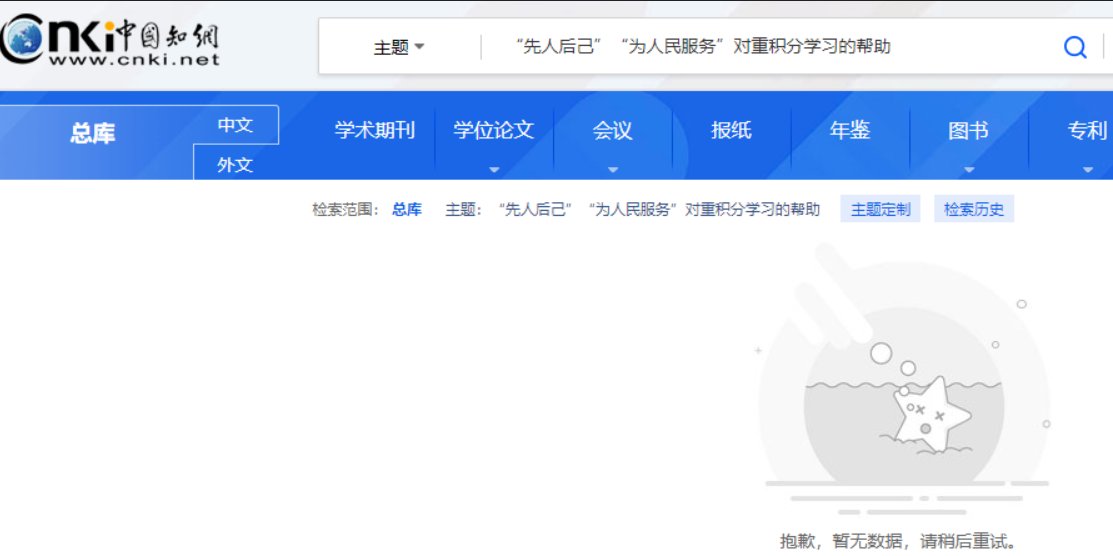 cnki中国知網
www.cnki.net
主题 “先人后己” “为人民服务”对重积分学习的帮助
总库 中文 学术期刊 学位论文 会议 报纸 年鉴 图书 专利
外文
检索范围: 总库 主题: “先人后己” “为人民服务”对重积分学习的帮助 主题定制 检索历史
抱歉，暂无数据，请稍后重试。